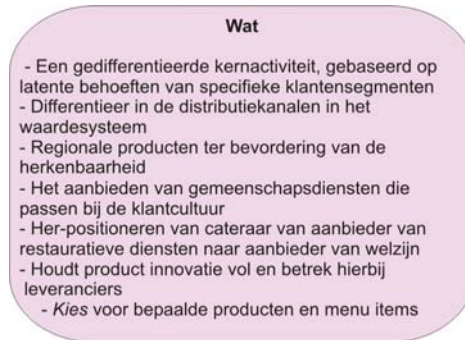 Wat
- Een gedifferentieerde kernactiviteit, gebaseerd op
latente behoeften van specifieke klantensegmenten
- Differentieer in de distributiekanalen in het
waardesysteem
- Regionale producten ter bevordering van de
herkenbaarheid
- Het aanbieden van gemeenschapsdiensten die
passen bij de klantcultuur
- Her-positioneren van cateraar van aanbieder van
restauratieve diensten naar aanbieder van welzijn
- Houdt product innovatie vol en betrek hierbij
leveranciers
- Kies voor bepaalde producten en menu items